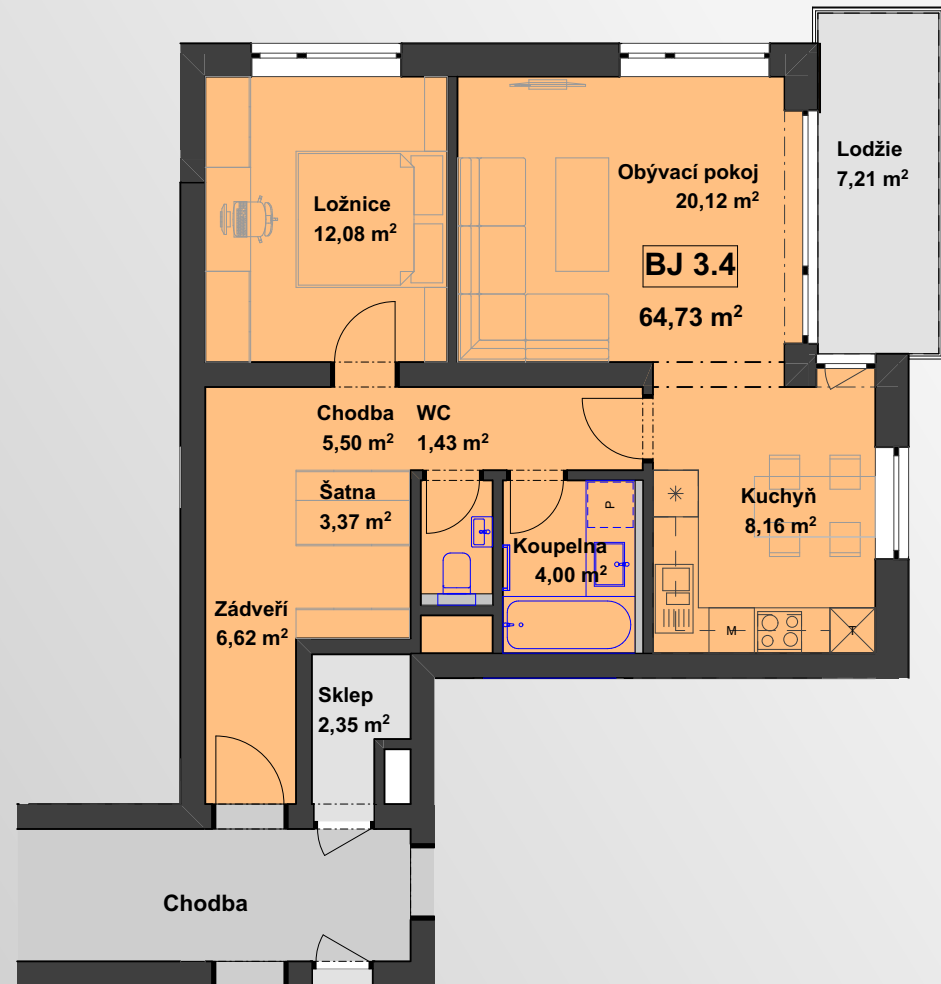 Lodžie
7,21 m²
Obývací pokoj
20,12 m²
Ložnice
12,08 m²
BJ 3.4
64,73 m²
Chodba
5,50 m²
WC
1,43 m²
Šatna
3,37 m²
Kuchyň
8,16 m²
P
Koupelna
4,00 m²
Zádveří
6,62 m²
M
T
Sklep
2,35 m²
Chodba